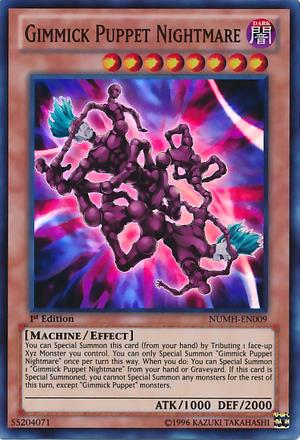 Gimmick Puppet Nightmare
DARK
闇
1st Edition
NUMH-EN009
[Machine/Effect]
You can Special Summon this card (from your hand) by Tributing 1 face-up
Xyz Monster you control. You can only Special Summon "Gimmick Puppet
Nightmare" once per turn this way. When you do: You can Special Summon
1 "Gimmick Puppet Nightmare" from your hand or Graveyard. If this card is
Special Summoned, you cannot Special Summon any monsters for the rest of
this turn, except "Gimmick Puppet" monsters.
ATK/1000 DEF/2000
55204071
©1996 KAZUKI TAKAHASHI